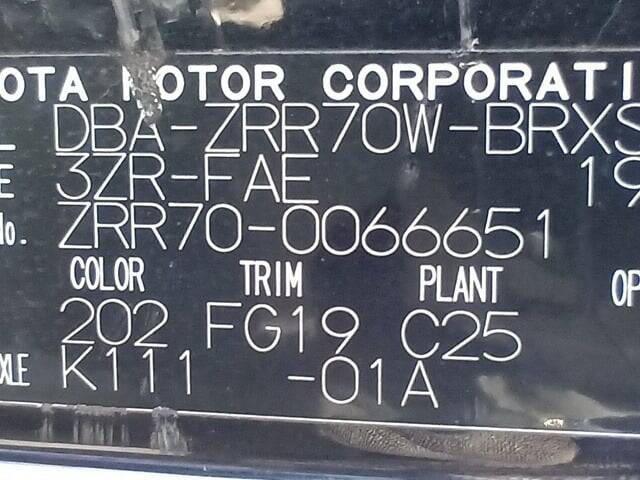 OTA MOTOR CORPORATI
DBA-ZRR70W-BRXS
E 3ZR-FAE 19
No. ZRR70-0066651
COLOR TRIM PLANT OP
202 FG19 C25
XLE K111 -01A